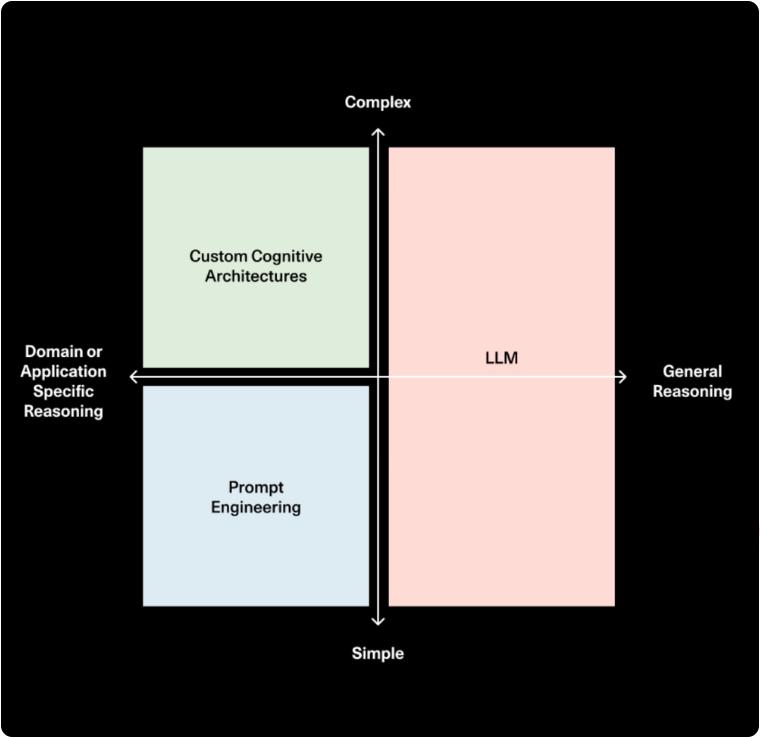 Complex
Custom Cognitive
Architectures
LLM
Domain or
Application
Specific
Reasoning
General
Reasoning
Prompt
Engineering
Simple